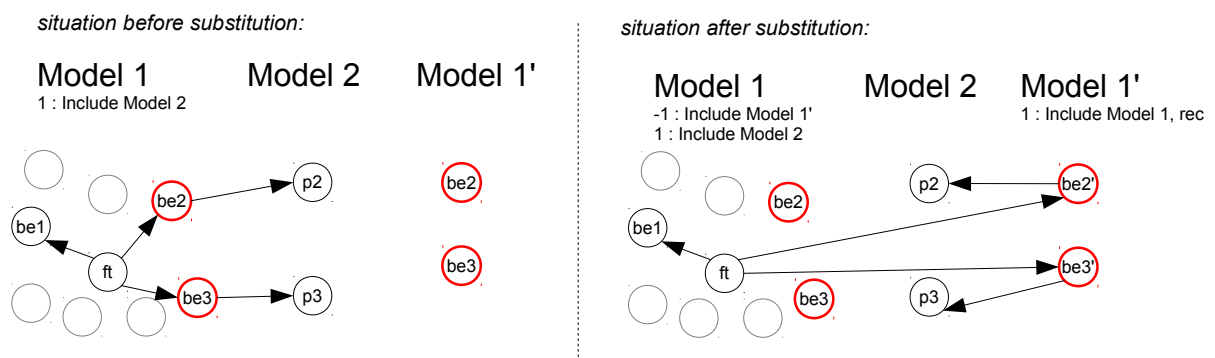 situation before substitution:
Model 1
Model 2
Model 1'
1 : Include Model 2
be2
p2
be2
be1
ft
be3
be3
p3
situation after substitution:
Model 1
Model 2
Model 1'
-1 : Include Model 1'
1 : Include Model 2
1 : Include Model 1, rec
p2
be2'
be2
be1
ft
be3'
be3
p3